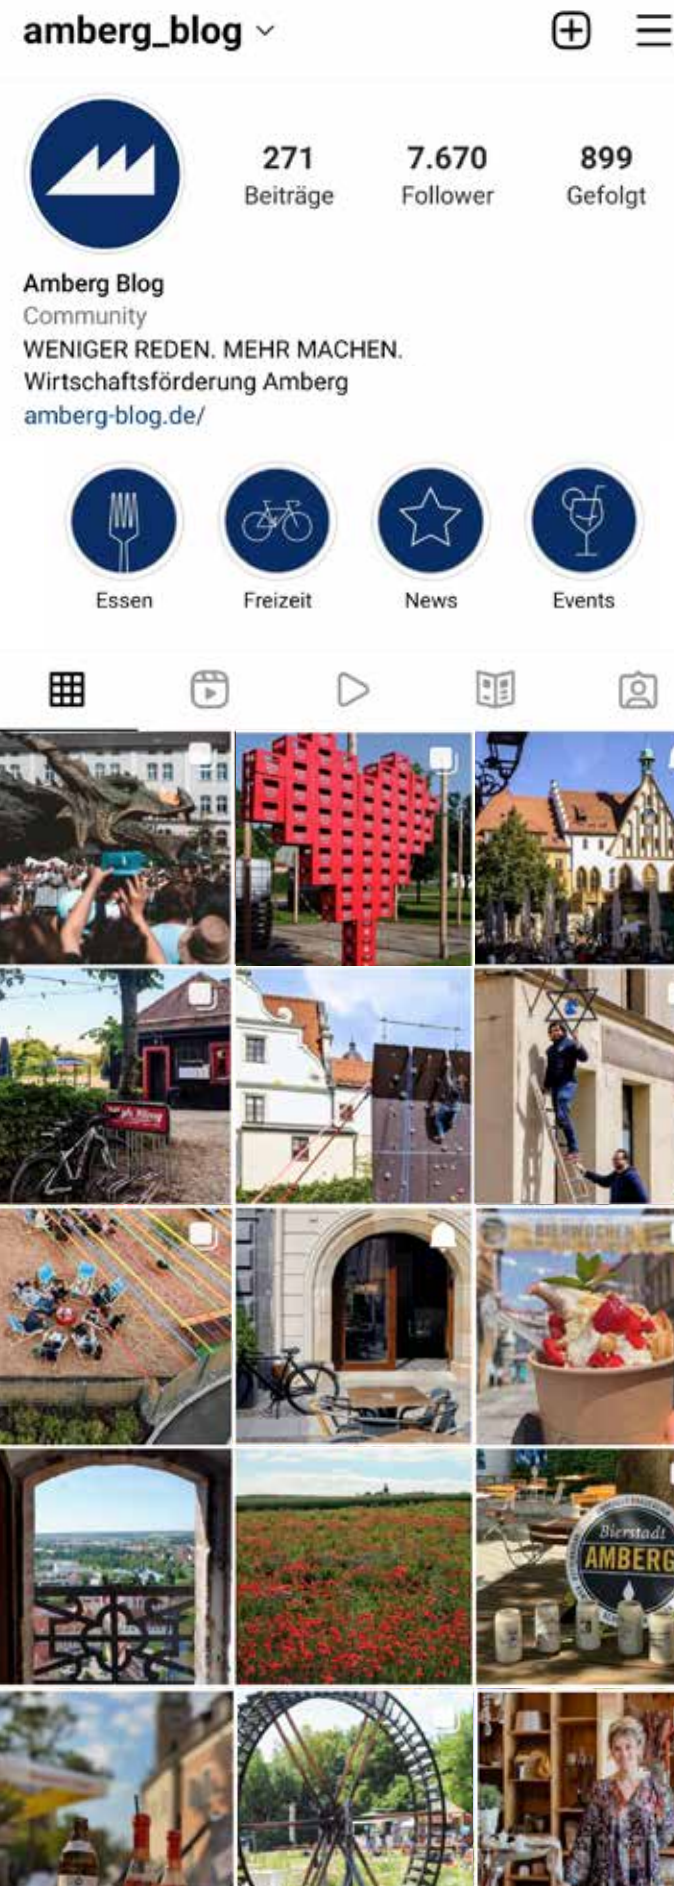 amberg_blog
271
7.670
899
Beiträge
Follower
Gefolgt
Amberg Blog
Community
WENIGER REDEN. MEHR MACHEN.
Wirtschaftsförderung Amberg
amberg-blog.de/
Essen
Freizeit
News
Events
BIERWOCHEN
Bierstadt
AMBERG